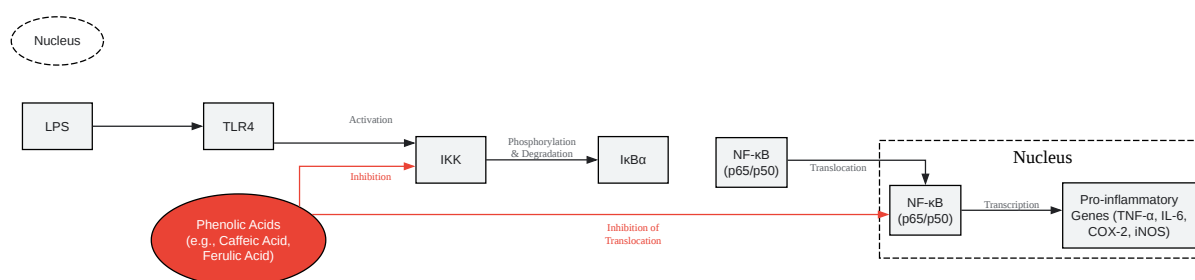 Nucleus
LPS
TLR4
Activation
IKK
Phosphorylation
& Degradation
IκBα
NF-κB
(p65/p50)
Translocation
Nucleus
NF-κB
(p65/p50)
Transcription
Pro-inflammatory
Genes (TNF-α, IL-6,
COX-2, iNOS)
Inhibition
Phenolic Acids
(e.g., Caffeic Acid,
Ferulic Acid)
Inhibition of
Translocation